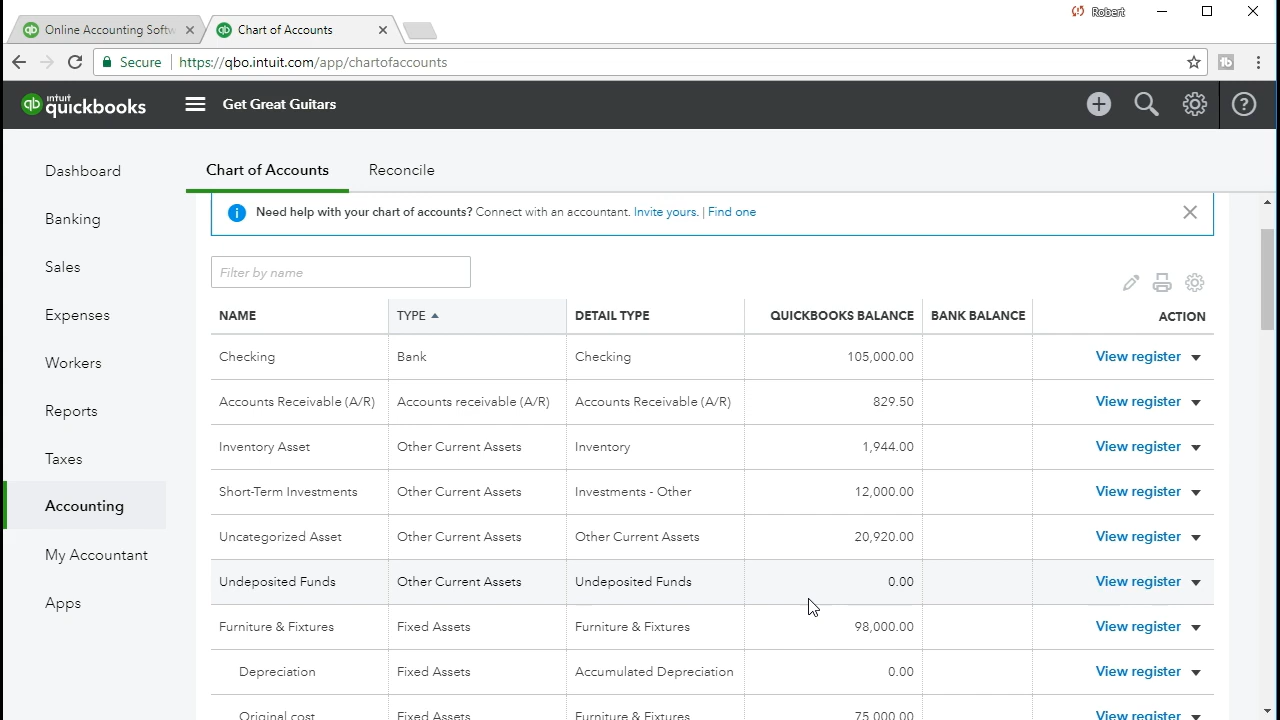 Online Accounting Softw
Chart of Accounts
Robert
Secure
https://qbo.intuit.com/app/chartofaccounts
qb
intuit
quickbooks
Get Great Guitars
Dashboard
Banking
Sales
Expenses
Workers
Reports
Taxes
Accounting
My Accountant
Apps
Chart of Accounts Reconcile
Need help with your chart of accounts? Connect with an accountant. Invite yours. | Find one
Filter by name
NAME TYPE DETAIL TYPE QUICKBOOKS BALANCE BANK BALANCE ACTION
Checking Bank Checking 105,000.00 View register
Accounts Receivable (A/R) Accounts receivable (A/R) Accounts Receivable (A/R) 829.50 View register
Inventory Asset Other Current Assets Inventory 1,944.00 View register
Short-Term Investments Other Current Assets Investments - Other 12,000.00 View register
Uncategorized Asset Other Current Assets Other Current Assets 20,920.00 View register
Undeposited Funds Other Current Assets Undeposited Funds 0.00 View register
Furniture & Fixtures Fixed Assets Furniture & Fixtures 98,000.00 View register
Depreciation Fixed Assets Accumulated Depreciation 0.00 View register
Original cost Fixed Assets Furniture & Fixtures 75,000.00 View register